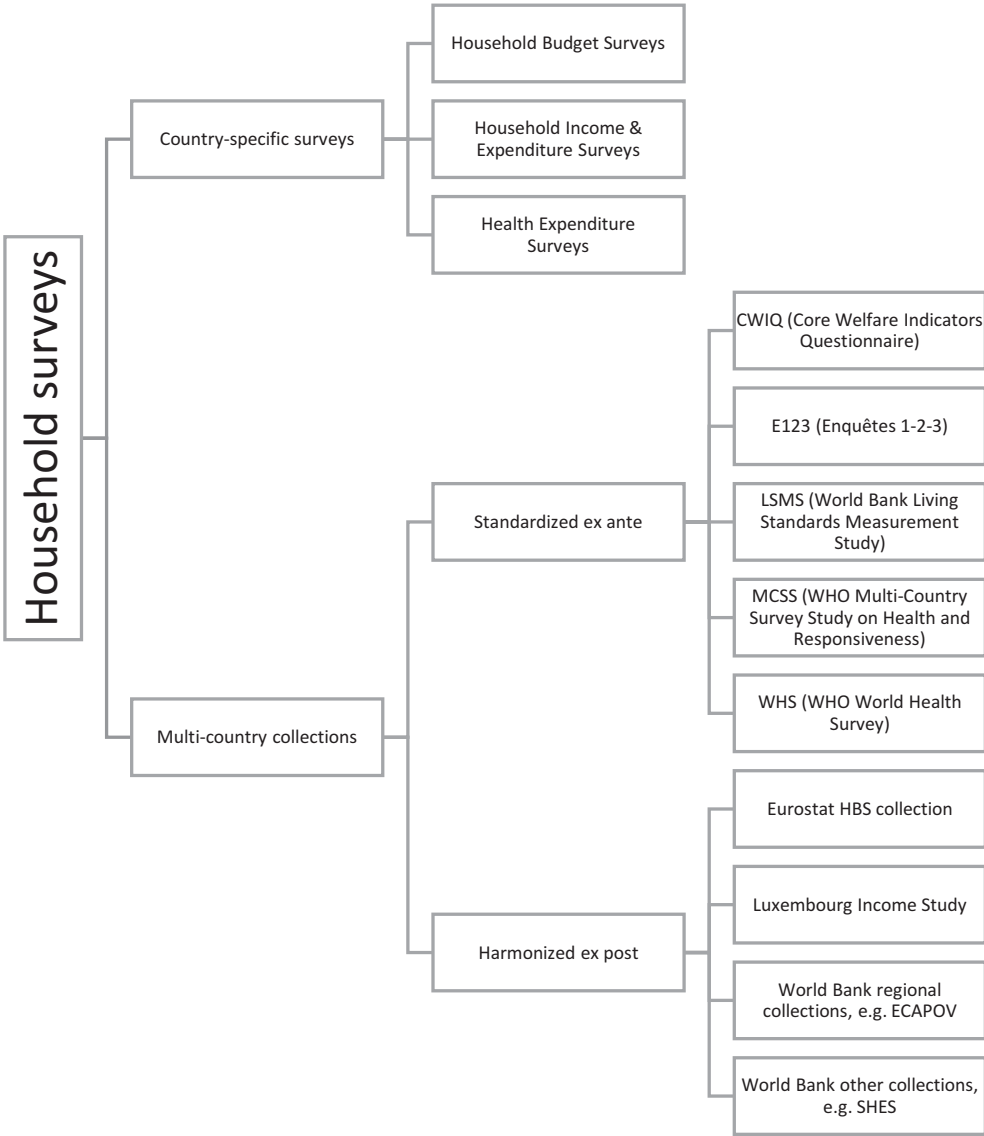 Household surveys
Country-specific surveys
Household Budget Surveys
Household Income &
Expenditure Surveys
Health Expenditure
Surveys
Multi-country collections
Standardized ex ante
CWIQ (Core Welfare Indicators
Questionnaire)
E123 (Enquêtes 1-2-3)
LSMS (World Bank Living
Standards Measurement
Study)
MCSS (WHO Multi-Country
Survey Study on Health and
Responsiveness)
WHS (WHO World Health
Survey)
Harmonized ex post
Eurostat HBS collection
Luxembourg Income Study
World Bank regional
collections, e.g. ECAPOV
World Bank other collections,
e.g. SHES